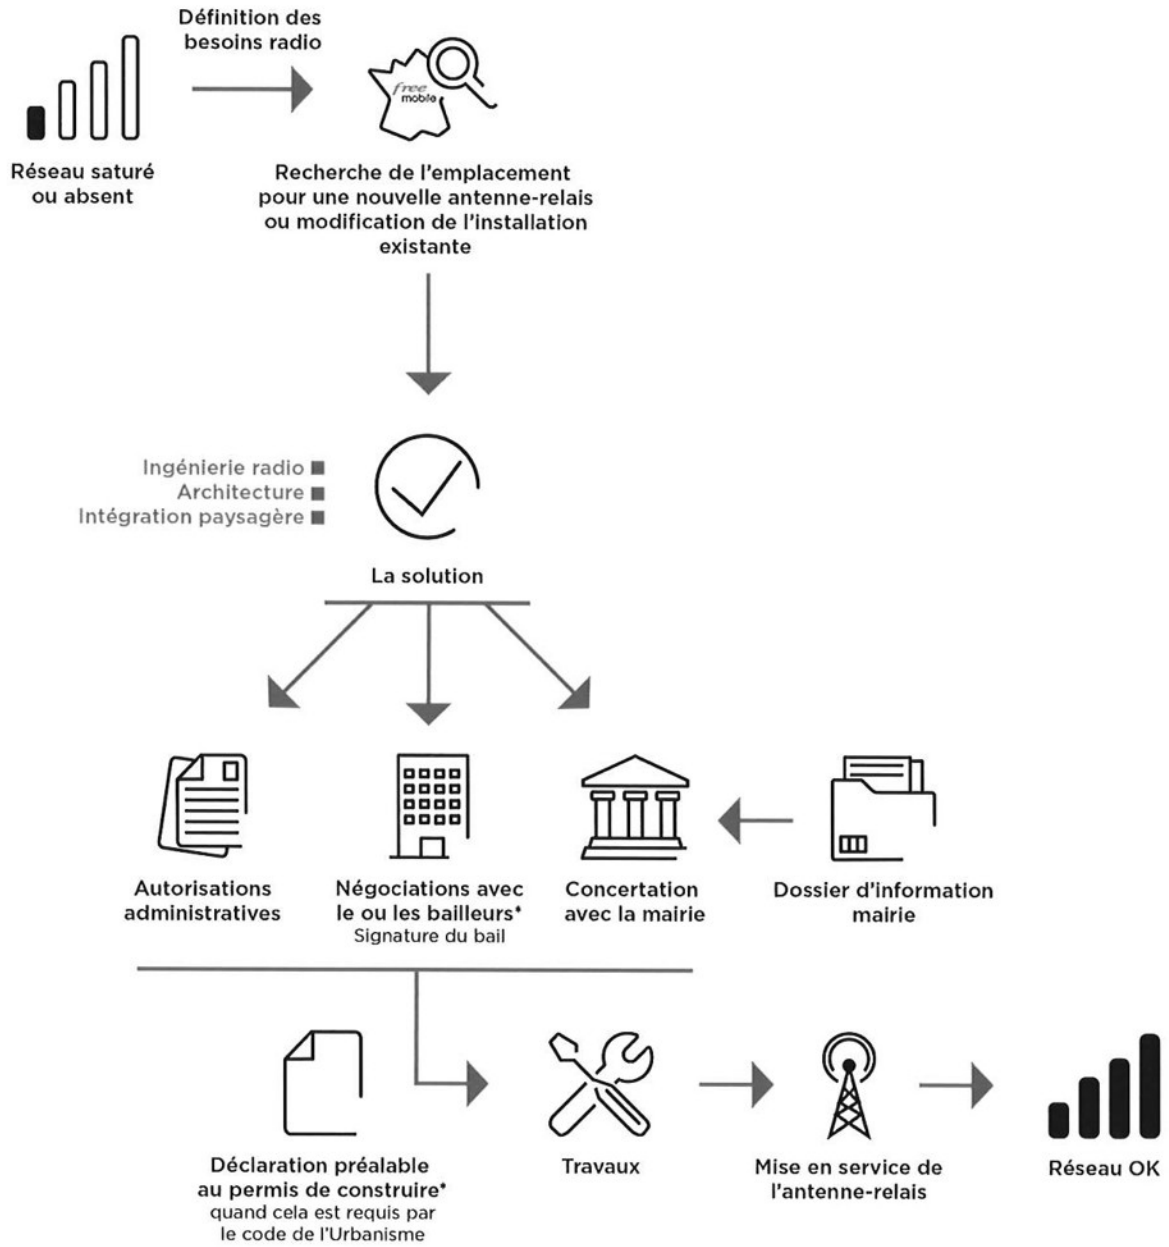 Définition des
besoins radio
free
mobile
Réseau saturé
ou absent
Recherche de l'emplacement
pour une nouvelle antenne-relais
ou modification de l'installation
existante
Ingénierie radio
Architecture
Intégration paysagère
La solution
Autorisations
administratives
Négociations avec
le ou les bailleurs*
Signature du bail
Concertation
avec la mairie
Dossier d'information
mairie
Déclaration préalable
au permis de construire*
quand cela est requis par
le code de l'Urbanisme
Travaux
Mise en service de
l'antenne-relais
Réseau OK